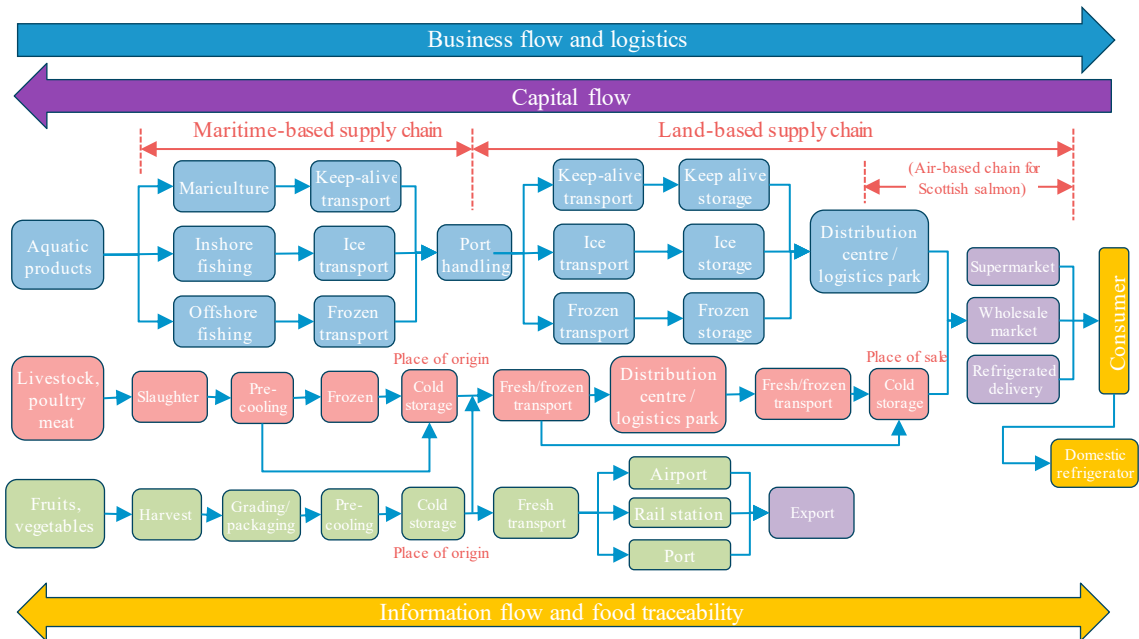 Business flow and logistics
Capital flow
Maritime-based supply chain
Land-based supply chain
(Air-based chain for
Scottish salmon)
Aquatic
products
Mariculture
Keep-alive
transport
Inshore
fishing
Ice
transport
Offshore
fishing
Frozen
transport
Port
handling
Keep-alive
transport
Keep alive
storage
Ice
transport
Ice
storage
Frozen
transport
Frozen
storage
Distribution
centre /
logistics park
Supermarket
Wholesale
market
Refrigerated
delivery
Consumer
Domestic
refrigerator
Livestock,
poultry
meat
Slaughter
Pre-
cooling
Frozen
Place of origin
Cold
storage
Fresh/frozen
transport
Distribution
centre /
logistics park
Fresh/frozen
transport
Place of sale
Cold
storage
Fruits,
vegetables
Harvest
Grading/
packaging
Pre-
cooling
Cold
storage
Place of origin
Fresh
transport
Airport
Rail station
Port
Export
Information flow and food traceability